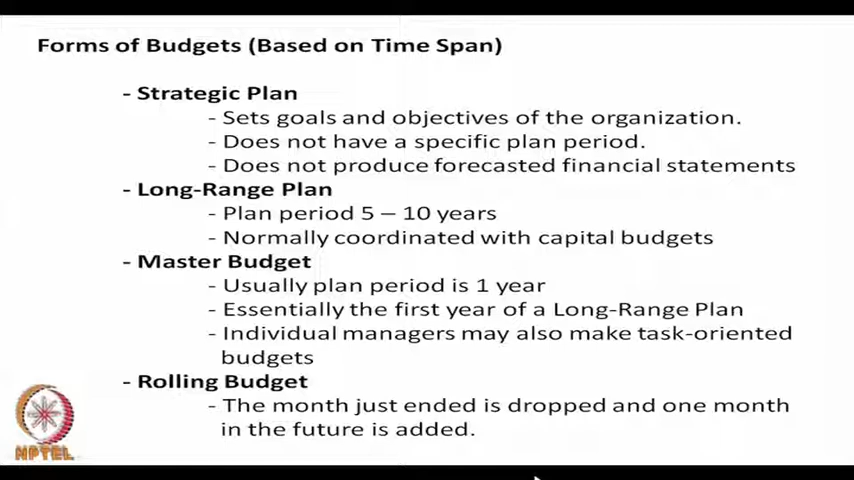 Forms of Budgets (Based on Time Span)
- Strategic Plan
- Sets goals and objectives of the organization.
- Does not have a specific plan period.
- Does not produce forecasted financial statements
- Long-Range Plan
- Plan period 5 – 10 years
- Normally coordinated with capital budgets
- Master Budget
- Usually plan period is 1 year
- Essentially the first year of a Long-Range Plan
- Individual managers may also make task-oriented
budgets
- Rolling Budget
- The month just ended is dropped and one month
in the future is added.
NPTEL